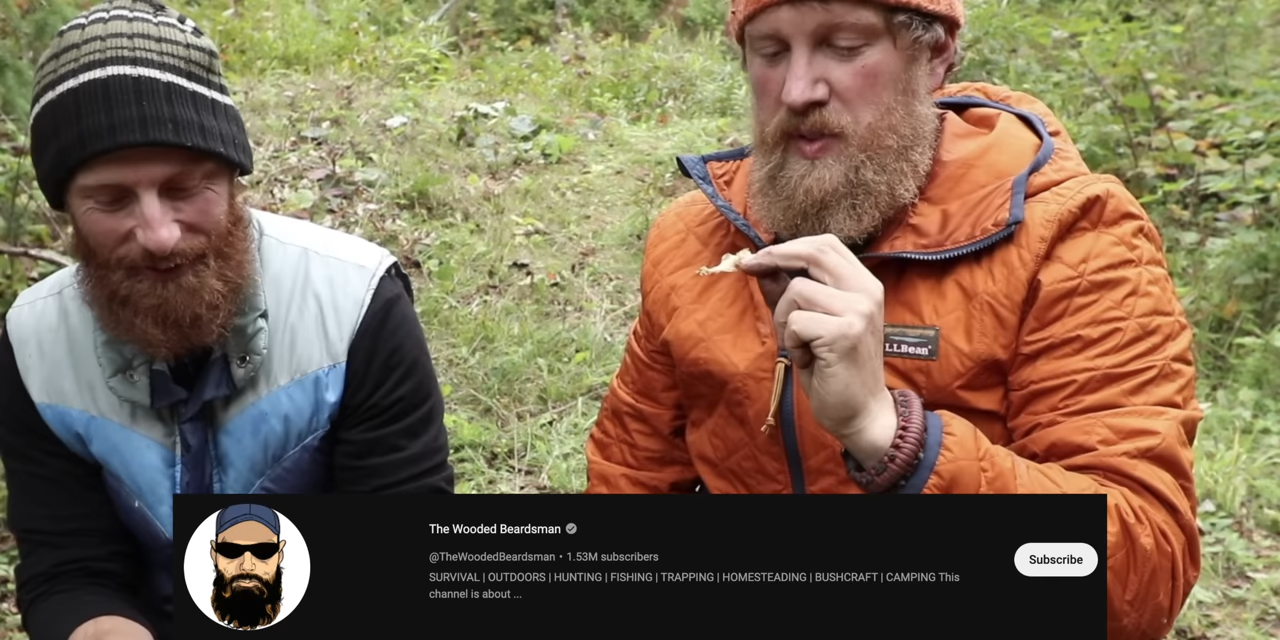 LLBean
The Wooded Beardsman
@TheWoodedBeardsman • 1.53M subscribers
Subscribe
SURVIVAL | OUTDOORS | HUNTING | FISHING | TRAPPING | HOMESTEADING | BUSHCRAFT | CAMPING This
channel is about ...